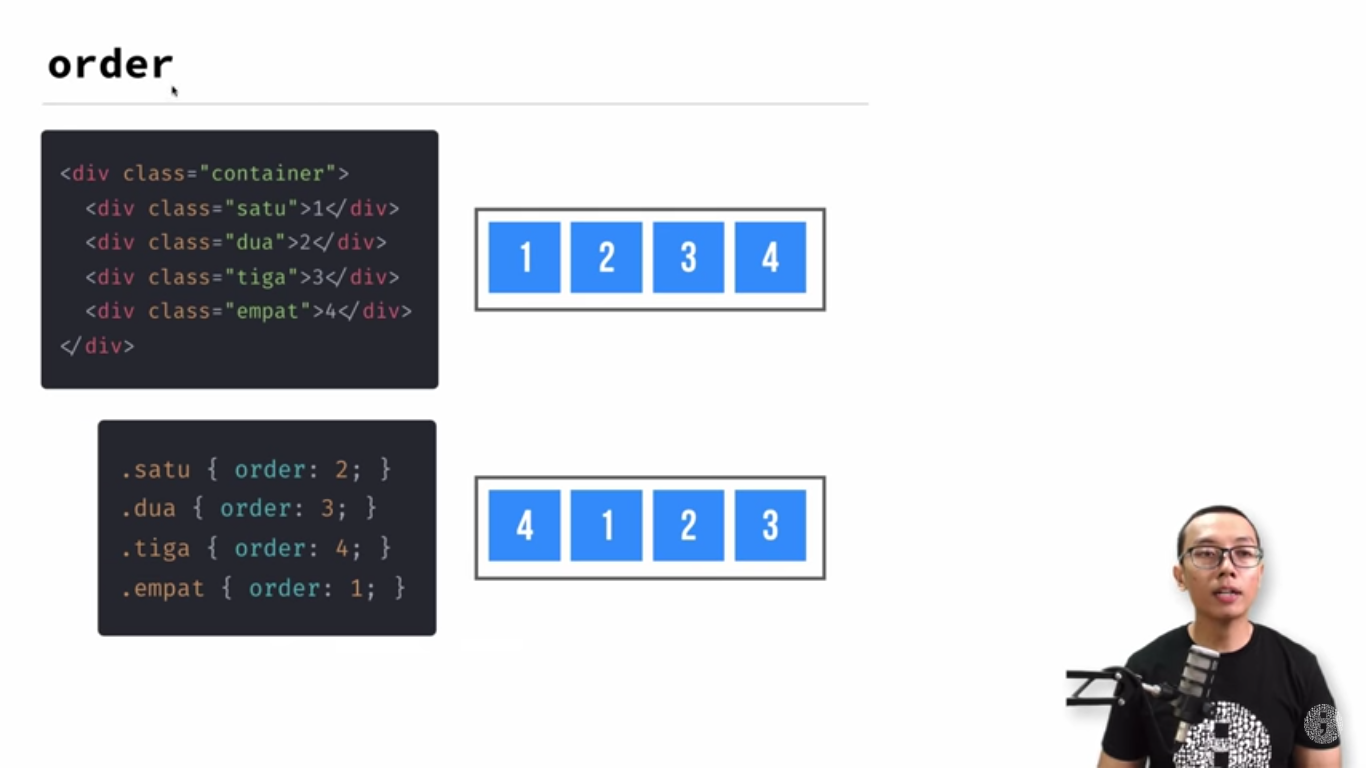 order
<div class="container">
<div class="satu">1</div>
<div class="dua">2</div>
<div class="tiga">3</div>
<div class="empat">4</div>
</div>
1 2 3 4
.satu { order: 2; }
.dua { order: 3; }
.tiga { order: 4; }
.empat { order: 1; }
4 1 2 3